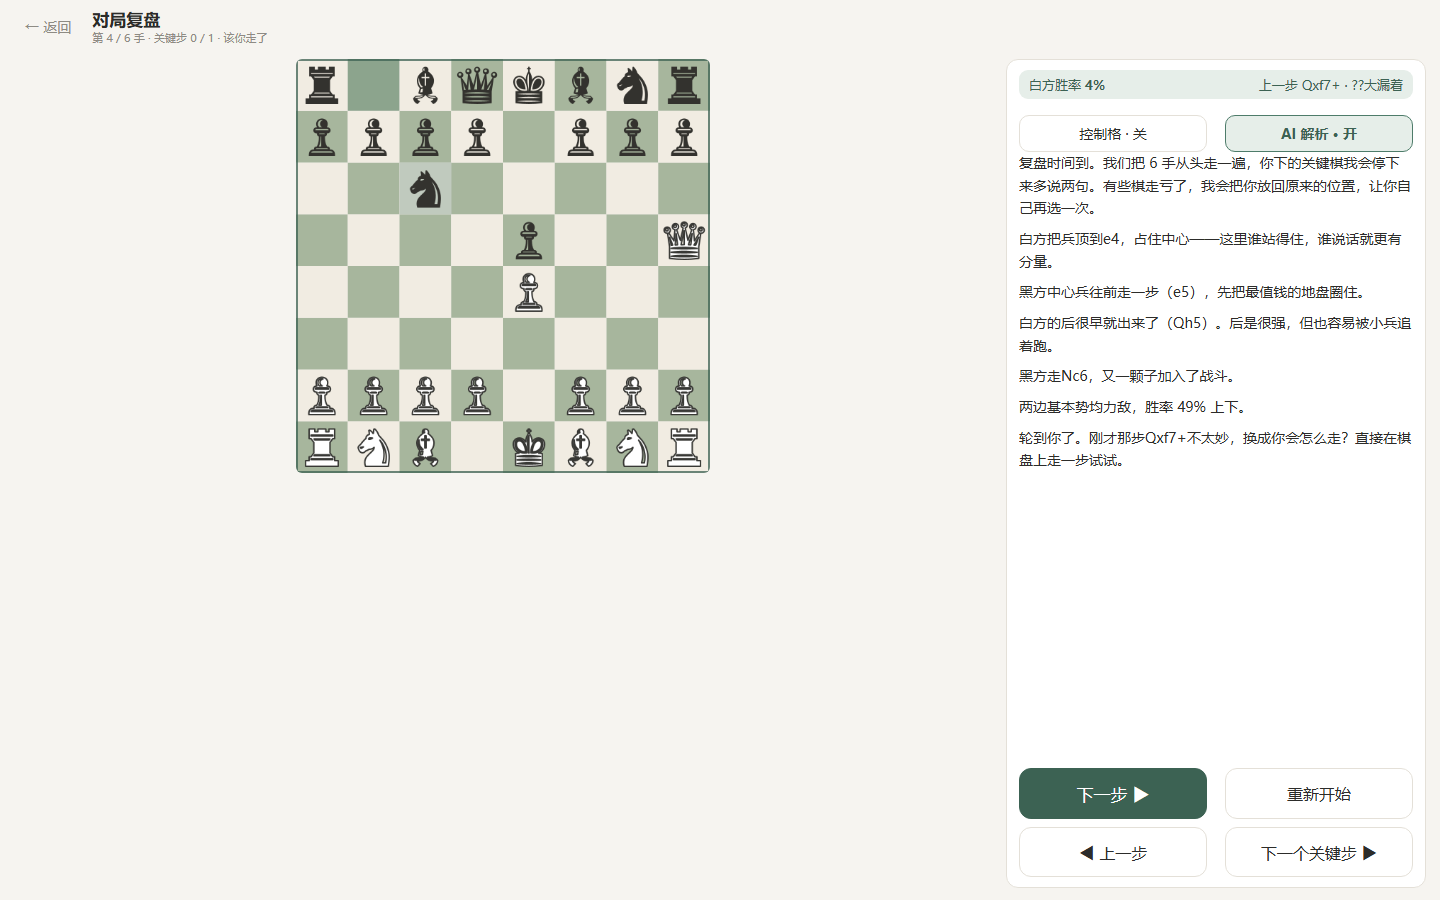 ← 返回
对局复盘
第 4 / 6 手 · 关键步 0 / 1 · 该你走了
白方胜率 4%
上一步 Qxf7+ · ??大漏着
控制格 · 关
AI 解析 • 开
复盘时间到。我们把 6 手从头走一遍，你下的关键棋我会停下
来多说两句。有些棋走亏了，我会把你放回原来的位置，让你自
己再选一次。
白方把兵顶到e4，占住中心——这里谁站得住，谁说话就更有
分量。
黑方中心兵往前走一步（e5），先把最值钱的地盘圈住。
白方的后很早就出来了（Qh5）。后是很强，但也容易被小兵追
着跑。
黑方走Nc6，又一颗子加入了战斗。
两边基本势均力敌，胜率 49% 上下。
轮到你了。刚才那步Qxf7+不太妙，换成你会怎么走？直接在棋
盘上走一步试试。
下一步 ▶
重新开始
◀ 上一步
下一个关键步 ▶